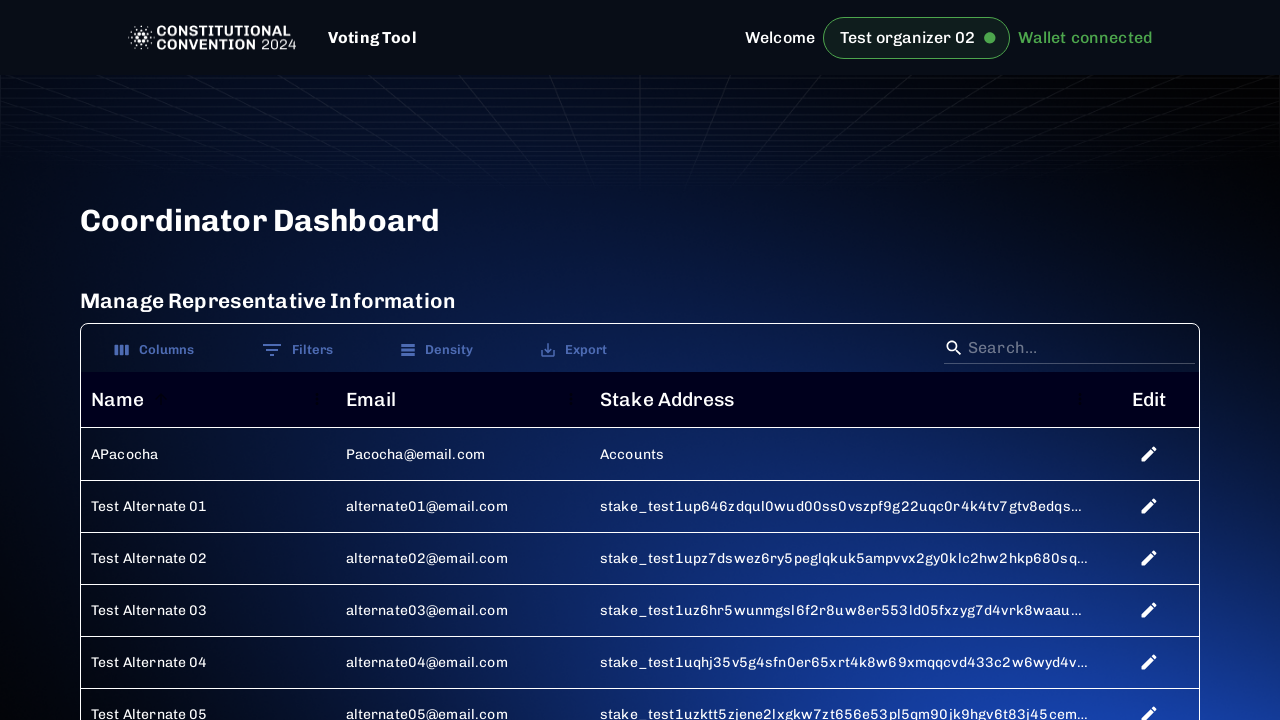 CONSTITUTIONAL
CONVENTION 2024
Voting Tool
Welcome Test organizer 02 Wallet connected
Coordinator Dashboard
Manage Representative Information
Columns Filters Density Export Search…
Name Email Stake Address Edit
APacocha Pacocha@email.com Accounts
Test Alternate 01 alternate01@email.com stake_test1up646zdqul0wud00ss0vszpf9g22uqc0r4k4tv7gtv8edqs…
Test Alternate 02 alternate02@email.com stake_test1upz7dswez6ry5peglqkuk5ampvvx2gy0klc2hw2hkp680sq…
Test Alternate 03 alternate03@email.com stake_test1uz6hr5wunmgsl6f2r8uw8er553ld05fxzyg7d4vrk8waau…
Test Alternate 04 alternate04@email.com stake_test1uqhj35v5g4sfn0er65xrt4k8w69xmqqcvd433c2w6wyd4v…
Test Alternate 05 alternate05@email.com stake_test1uzktt5zjene2lxgkw7zt656e53pl5qm90jk9hgv6t83j45cem…